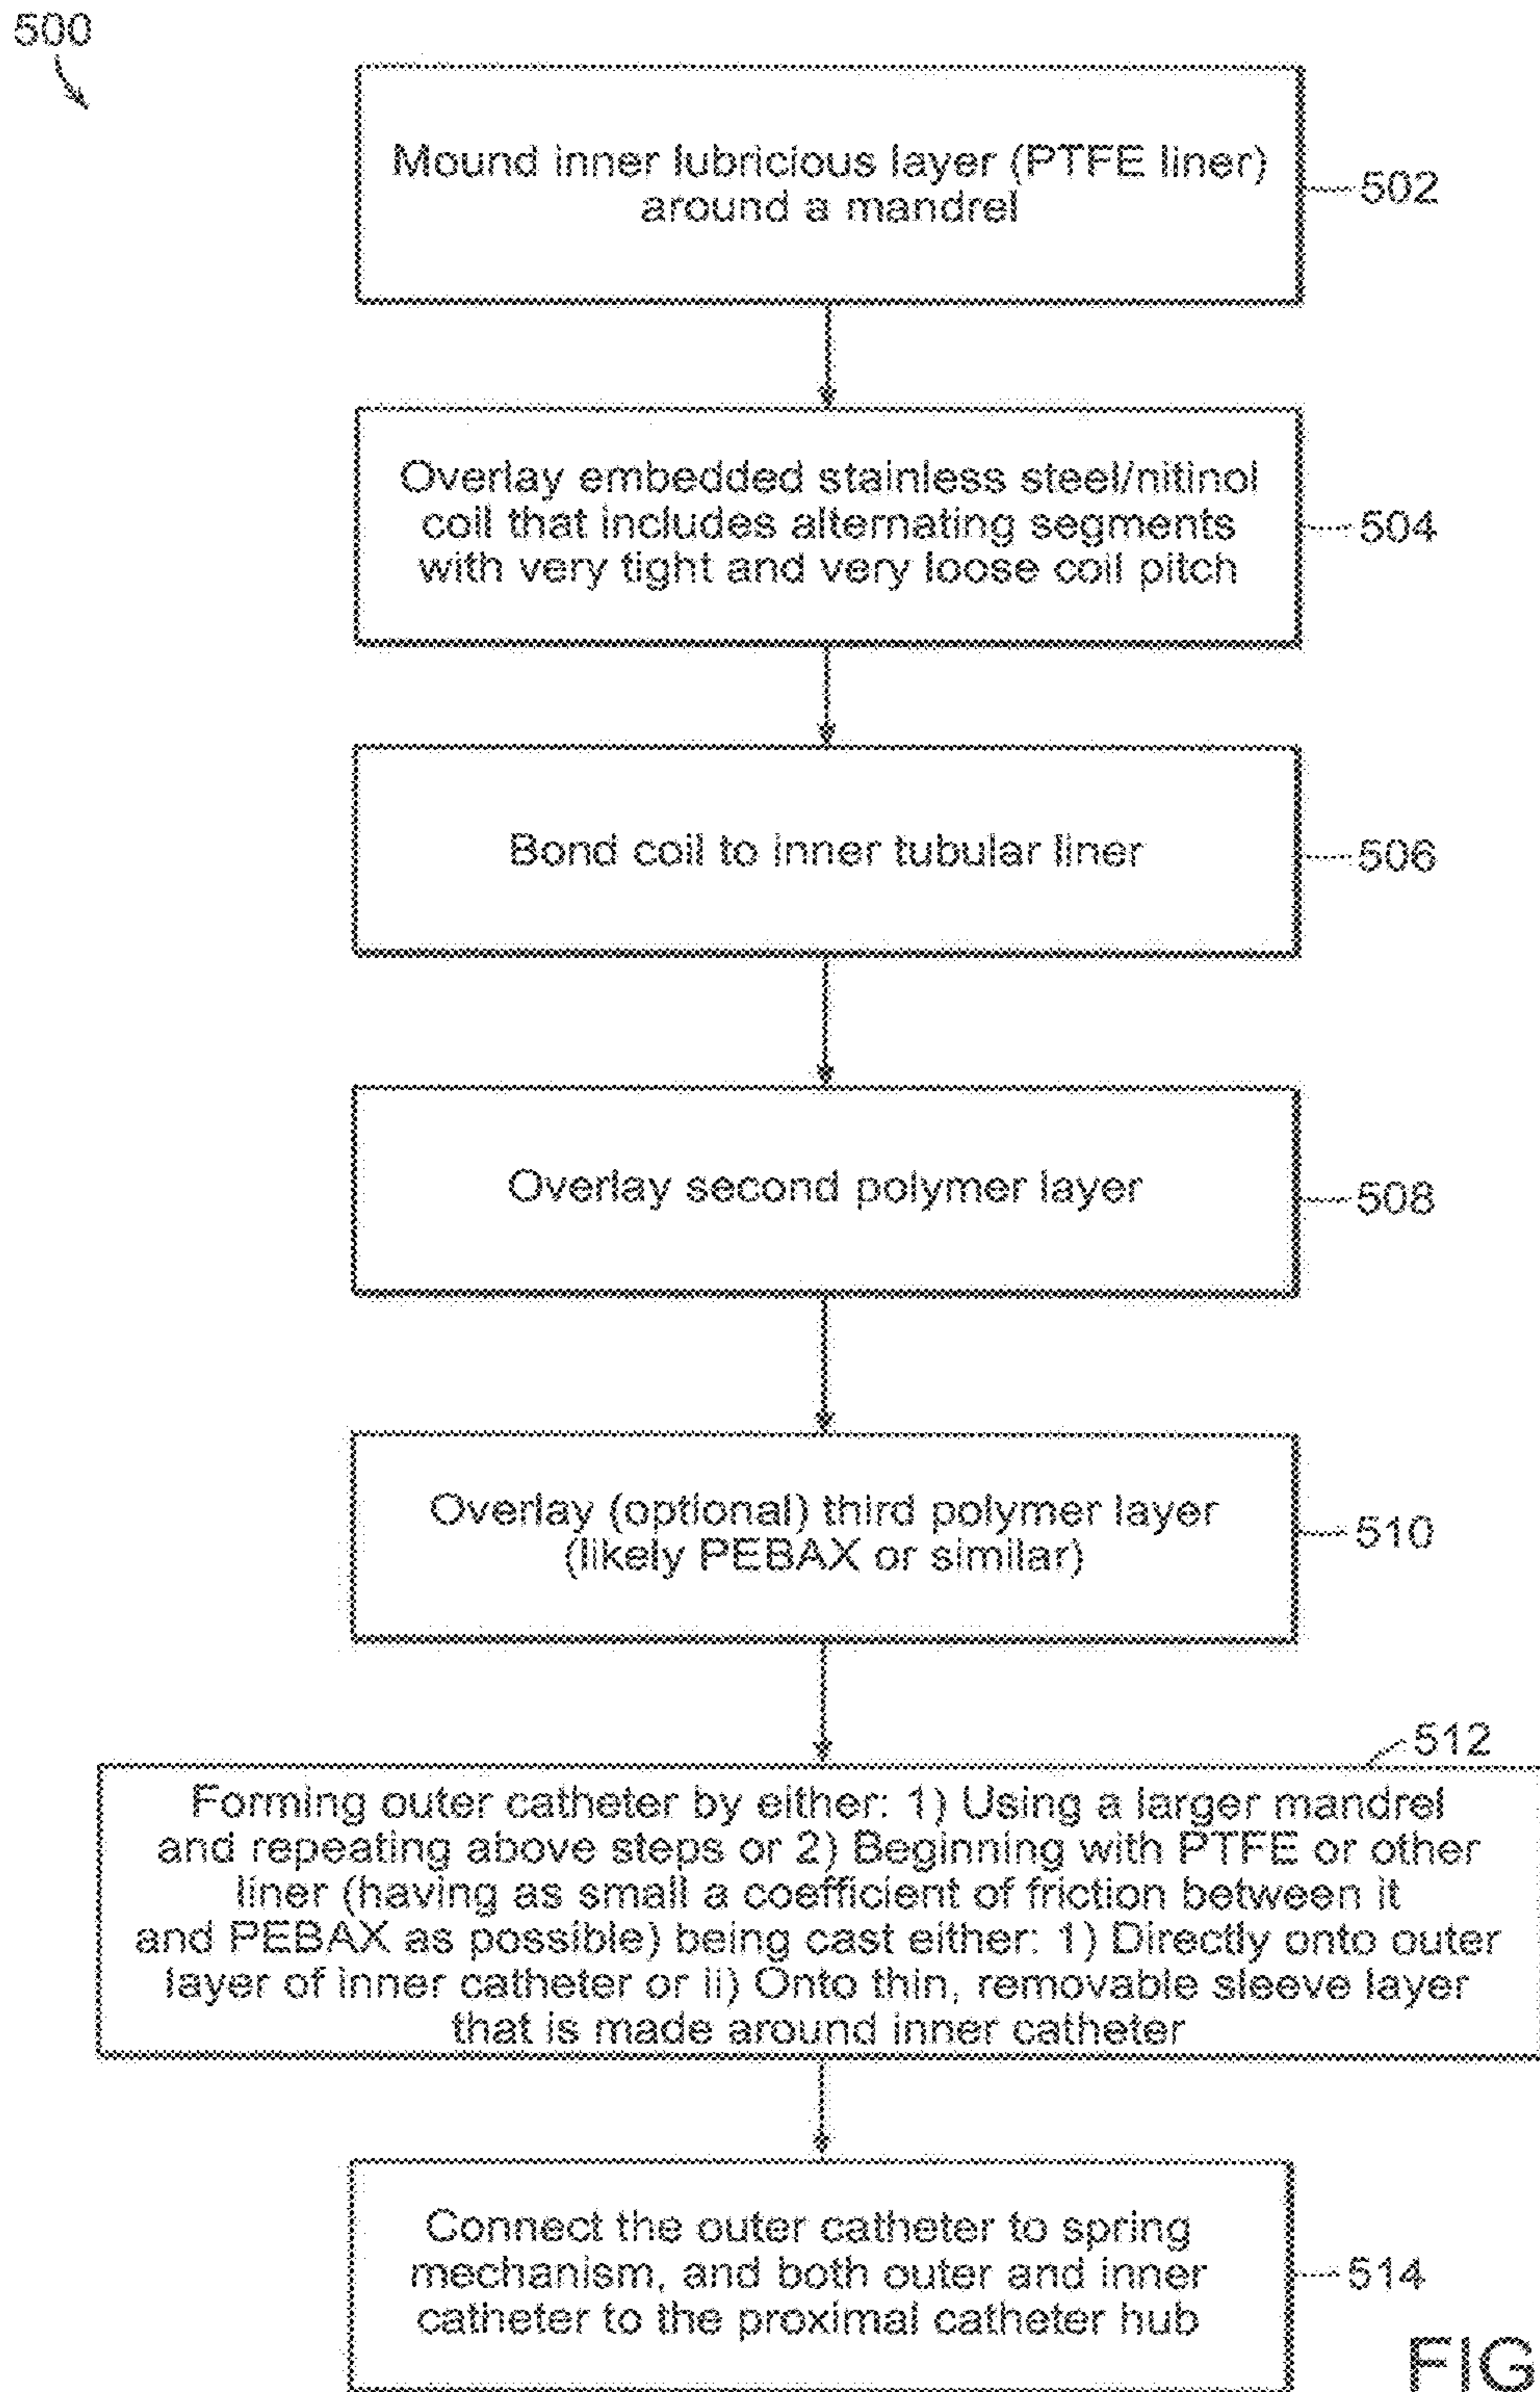 500
Mound inner lubricious layer (PTFE liner)
around a mandrel
502
Overlay embedded stainless steel/nitinol
coil that includes alternating segments
with very tight and very loose coil pitch
504
Bond coil to inner tubular liner
506
Overlay second polymer layer
508
Overlay (optional) third polymer layer
(likely PEBAX or similar)
510
512
Forming outer catheter by either: 1) Using a larger mandrel
and repeating above steps or 2) Beginning with PTFE or other
liner (having as small a coefficient of friction between it
and PEBAX as possible) being cast either: 1) Directly onto outer
layer of inner catheter or ii) Onto thin, removable sleeve layer
that is made around inner catheter
Connect the outer catheter to spring
mechanism, and both outer and inner
catheter to the proximal catheter hub
514
FIG